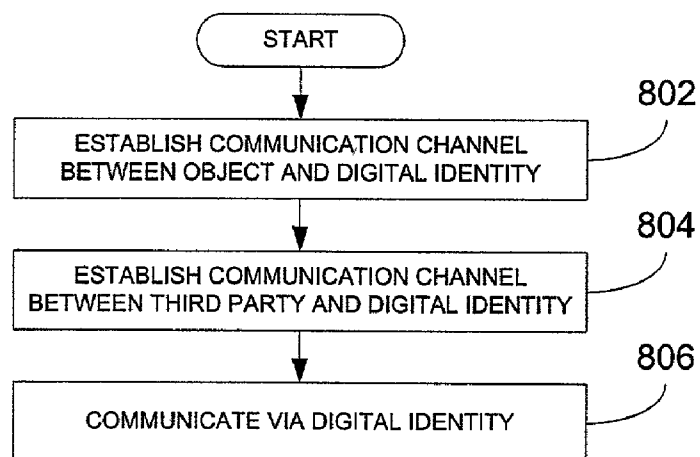 START
802
ESTABLISH COMMUNICATION CHANNEL
BETWEEN OBJECT AND DIGITAL IDENTITY
804
ESTABLISH COMMUNICATION CHANNEL
BETWEEN THIRD PARTY AND DIGITAL IDENTITY
806
COMMUNICATE VIA DIGITAL IDENTITY